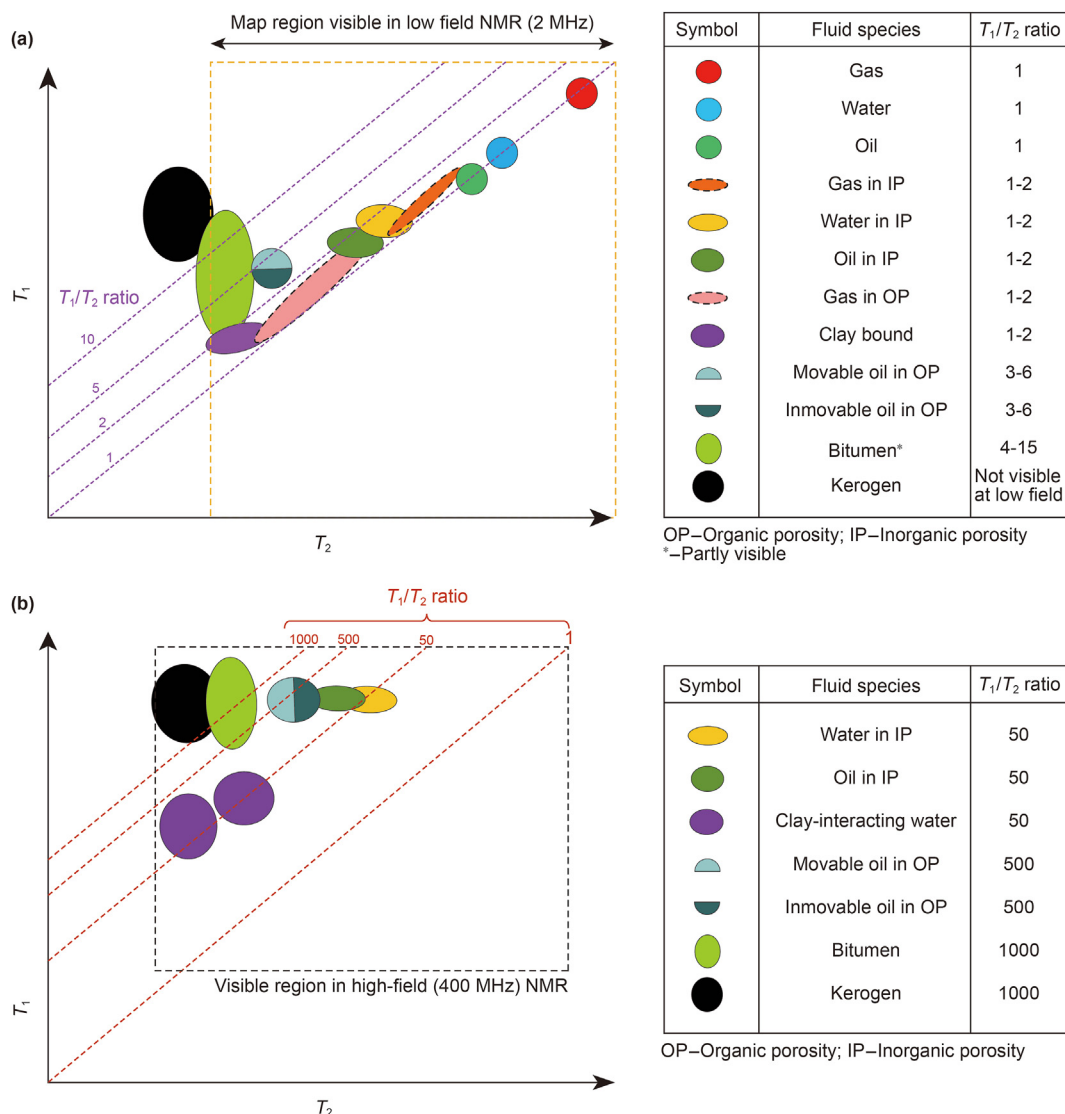 (a)
Map region visible in low field NMR (2 MHz)
T₁
T₁/T₂ ratio
10
5
2
1
T₂
Symbol Fluid species T₁/T₂ ratio
Gas 1
Water 1
Oil 1
Gas in IP 1-2
Water in IP 1-2
Oil in IP 1-2
Gas in OP 1-2
Clay bound 1-2
Movable oil in OP 3-6
Inmovable oil in OP 3-6
Bitumen* 4-15
Kerogen Not visible at low field
OP–Organic porosity; IP–Inorganic porosity
*–Partly visible
(b)
T₁/T₂ ratio
1000 500 50 1
Visible region in high-field (400 MHz) NMR
T₁
T₂
Symbol Fluid species T₁/T₂ ratio
Water in IP 50
Oil in IP 50
Clay-interacting water 50
Movable oil in OP 500
Inmovable oil in OP 500
Bitumen 1000
Kerogen 1000
OP–Organic porosity; IP–Inorganic porosity